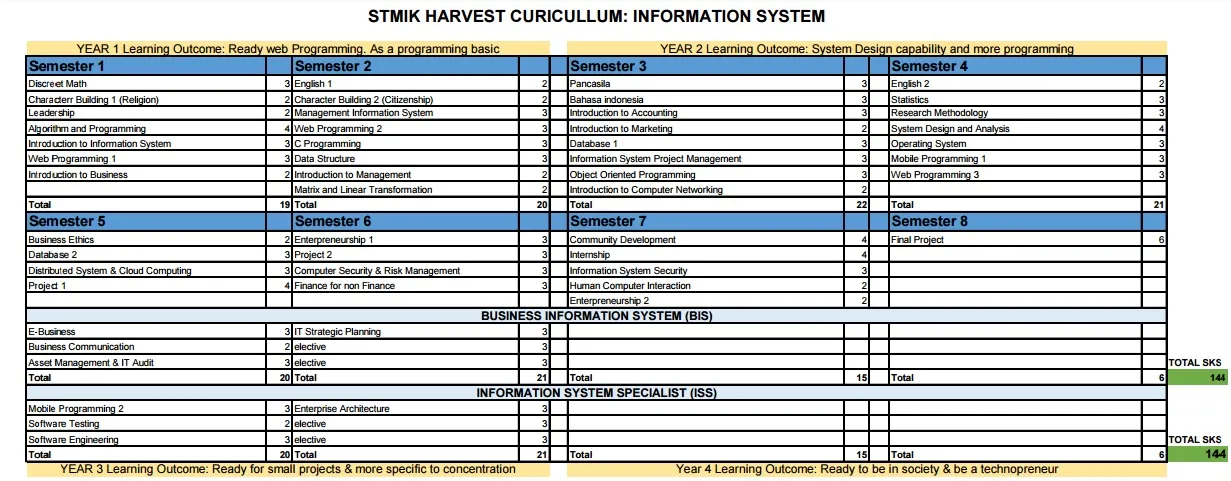 STMIK HARVEST CURICULLUM: INFORMATION SYSTEM
YEAR 1 Learning Outcome: Ready web Programming. As a programming basic YEAR 2 Learning Outcome: System Design capability and more programming
Semester 1 Semester 2 Semester 3 Semester 4
Discreet Math 3 English 1 2 Pancasila 3 English 2 2
Characterr Building 1 (Religion) 2 Character Building 2 (Citizenship) 2 Bahasa indonesia 3 Statistics 3
Leadership 2 Management Information System 3 Introduction to Accounting 3 Research Methodology 3
Algorithm and Programming 4 Web Programming 2 3 Introduction to Marketing 2 System Design and Analysis 4
Introduction to Information System 3 C Programming 3 Database 1 3 Operating System 3
Web Programming 1 3 Data Structure 3 Information System Project Management 3 Mobile Programming 1 3
Introduction to Business 2 Introduction to Management 2 Object Oriented Programming 3 Web Programming 3 3
Matrix and Linear Transformation 2 Introduction to Computer Networking 2
Total 19 Total 20 Total 22 Total 21
Semester 5 Semester 6 Semester 7 Semester 8
Business Ethics 2 Enterpreneurship 1 3 Community Development 4 Final Project 6
Database 2 3 Project 2 3 Internship 4
Distributed System & Cloud Computing 3 Computer Security & Risk Management 3 Information System Security 3
Project 1 4 Finance for non Finance 3 Human Computer Interaction 2
Enterpreneurship 2 2
BUSINESS INFORMATION SYSTEM (BIS)
E-Business 3 IT Strategic Planning 3
Business Communication 2 elective 3
Asset Management & IT Audit 3 elective 3 TOTAL SKS
Total 20 Total 21 Total 15 Total 6 144
INFORMATION SYSTEM SPECIALIST (ISS)
Mobile Programming 2 3 Enterprise Architecture 3
Software Testing 2 elective 3
Software Engineering 3 elective 3 TOTAL SKS
Total 20 Total 21 Total 15 Total 6 144
YEAR 3 Learning Outcome: Ready for small projects & more specific to concentration Year 4 Learning Outcome: Ready to be in society & be a technopreneur